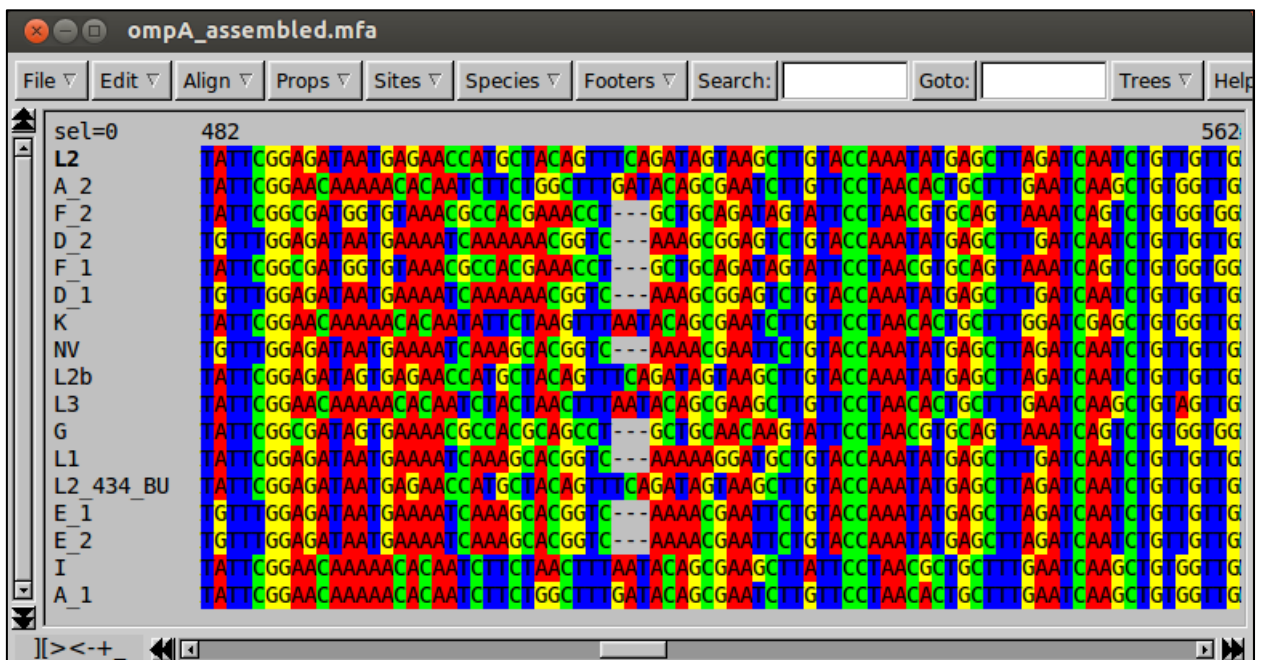 ompA_assembled.mfa
File Edit Align Props Sites Species Footers Search: Goto: Trees Help
sel=0 482 562
L2 TATTCGGAGATAATGAGAACCATGCTACAGTTTCAGATAGTAAGCTTGTACCAAATATGAGCTTAGATCAATCTGTTGTTG
A_2 TATTCGGAACAAAAACACAATCTTCTGGCTTTGATACAGCGAATCTTGTTCCTAACACTGCTTTGAATCAAGCTGTGGTTG
F_2 TATTCGGCGATGGTGTAAACGCCACGAAACCT---GCTGCAGATAGTATTCCTAACGTGCAGTTAAATCAGTCTGTGGTGG
D_2 TGTTTGGAGATAATGAAAATCAAAAAACGGTC---AAAGCGGAGTCTGTACCAAATATGAGCTTTGATCAATCTGTTGTTG
F_1 TATTCGGCGATGGTGTAAACGCCACGAAACCT---GCTGCAGATAGTATTCCTAACGTGCAGTTAAATCAGTCTGTGGTGG
D_1 TGTTTGGAGATAATGAAAATCAAAAAACGGTC---AAAGCGGAGTCTGTACCAAATATGAGCTTTGATCAATCTGTTGTTG
K TATTCGGAACAAAAACACAATATTCTAAGTTTAATACAGCGAATCTTGTTCCTAACACTGCTTTGGATCGAGCTGTGGTTG
NV TGTTTGGAGATAATGAAAATCAAAGCACGGTC---AAAACGAATTCTGTACCAAATATGAGCTTAGATCAATCTGTTGTTG
L2b TATTCGGAGATAGTGAGAACCATGCTACAGTTTCAGATAGTAAGCTTGTACCAAATATGAGCTTAGATCAATCTGTTGTTG
L3 TATTCGGAACAAAAACACAATCTACTAACTTTAATACAGCGAAGCTTGTTCCTAACACTGCTTTGAATCAAGCTGTAGTTG
G TATTCGGCGATAGTGAAAACGCCACGCAGCCT---GCTGCAACAAGTATTCCTAACGTGCAGTTAAATCAGTCTGTGGTGG
L1 TATTCGGAGATAATGAAAATCAAAGCACGGTC---AAAAAGGATGCTGTACCAAATATGAGCTTTGATCAATCTGTTGTTG
L2_434_BU TATTCGGAGATAATGAGAACCATGCTACAGTTTCAGATAGTAAGCTTGTACCAAATATGAGCTTAGATCAATCTGTTGTTG
E_1 TGTTTGGAGATAATGAAAATCAAAGCACGGTC---AAAACGAATTCTGTACCAAATATGAGCTTAGATCAATCTGTTGTTG
E_2 TGTTTGGAGATAATGAAAATCAAAGCACGGTC---AAAACGAATTCTGTACCAAATATGAGCTTAGATCAATCTGTTGTTG
I TATTCGGAACAAAAACACAATCTTCTAACTTTAATACAGCGAAGCTTATTCCTAACGCTGCTTTGAATCAAGCTGTGGTTG
A_1 TATTCGGAACAAAAACACAATCTTCTGGCTTTGATACAGCGAATCTTGTTCCTAACACTGCTTTGAATCAAGCTGTGGTTG
][><-+_